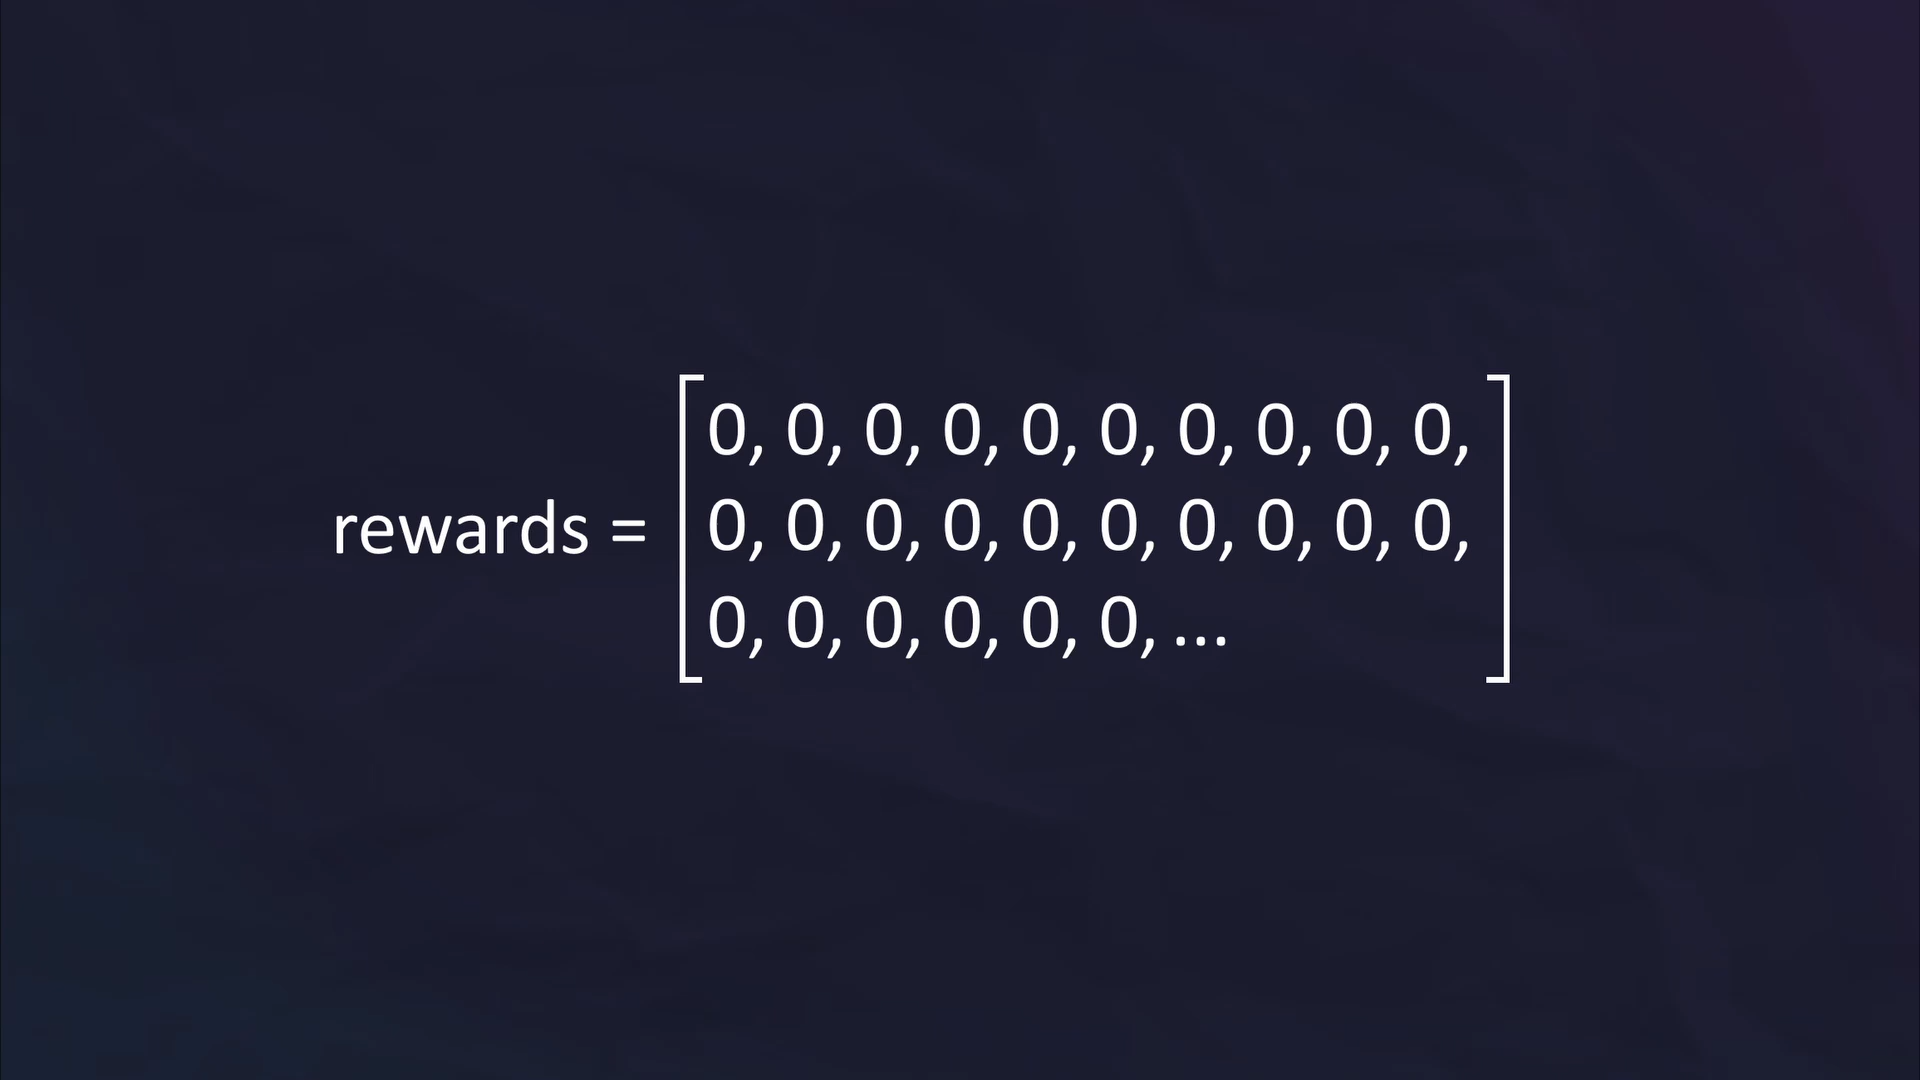 0, 0, 0, 0, 0, 0, 0, 0, 0, 0,
rewards = [0, 0, 0, 0, 0, 0, 0, 0, 0, 0,]
0, 0, 0, 0, 0, 0, ...